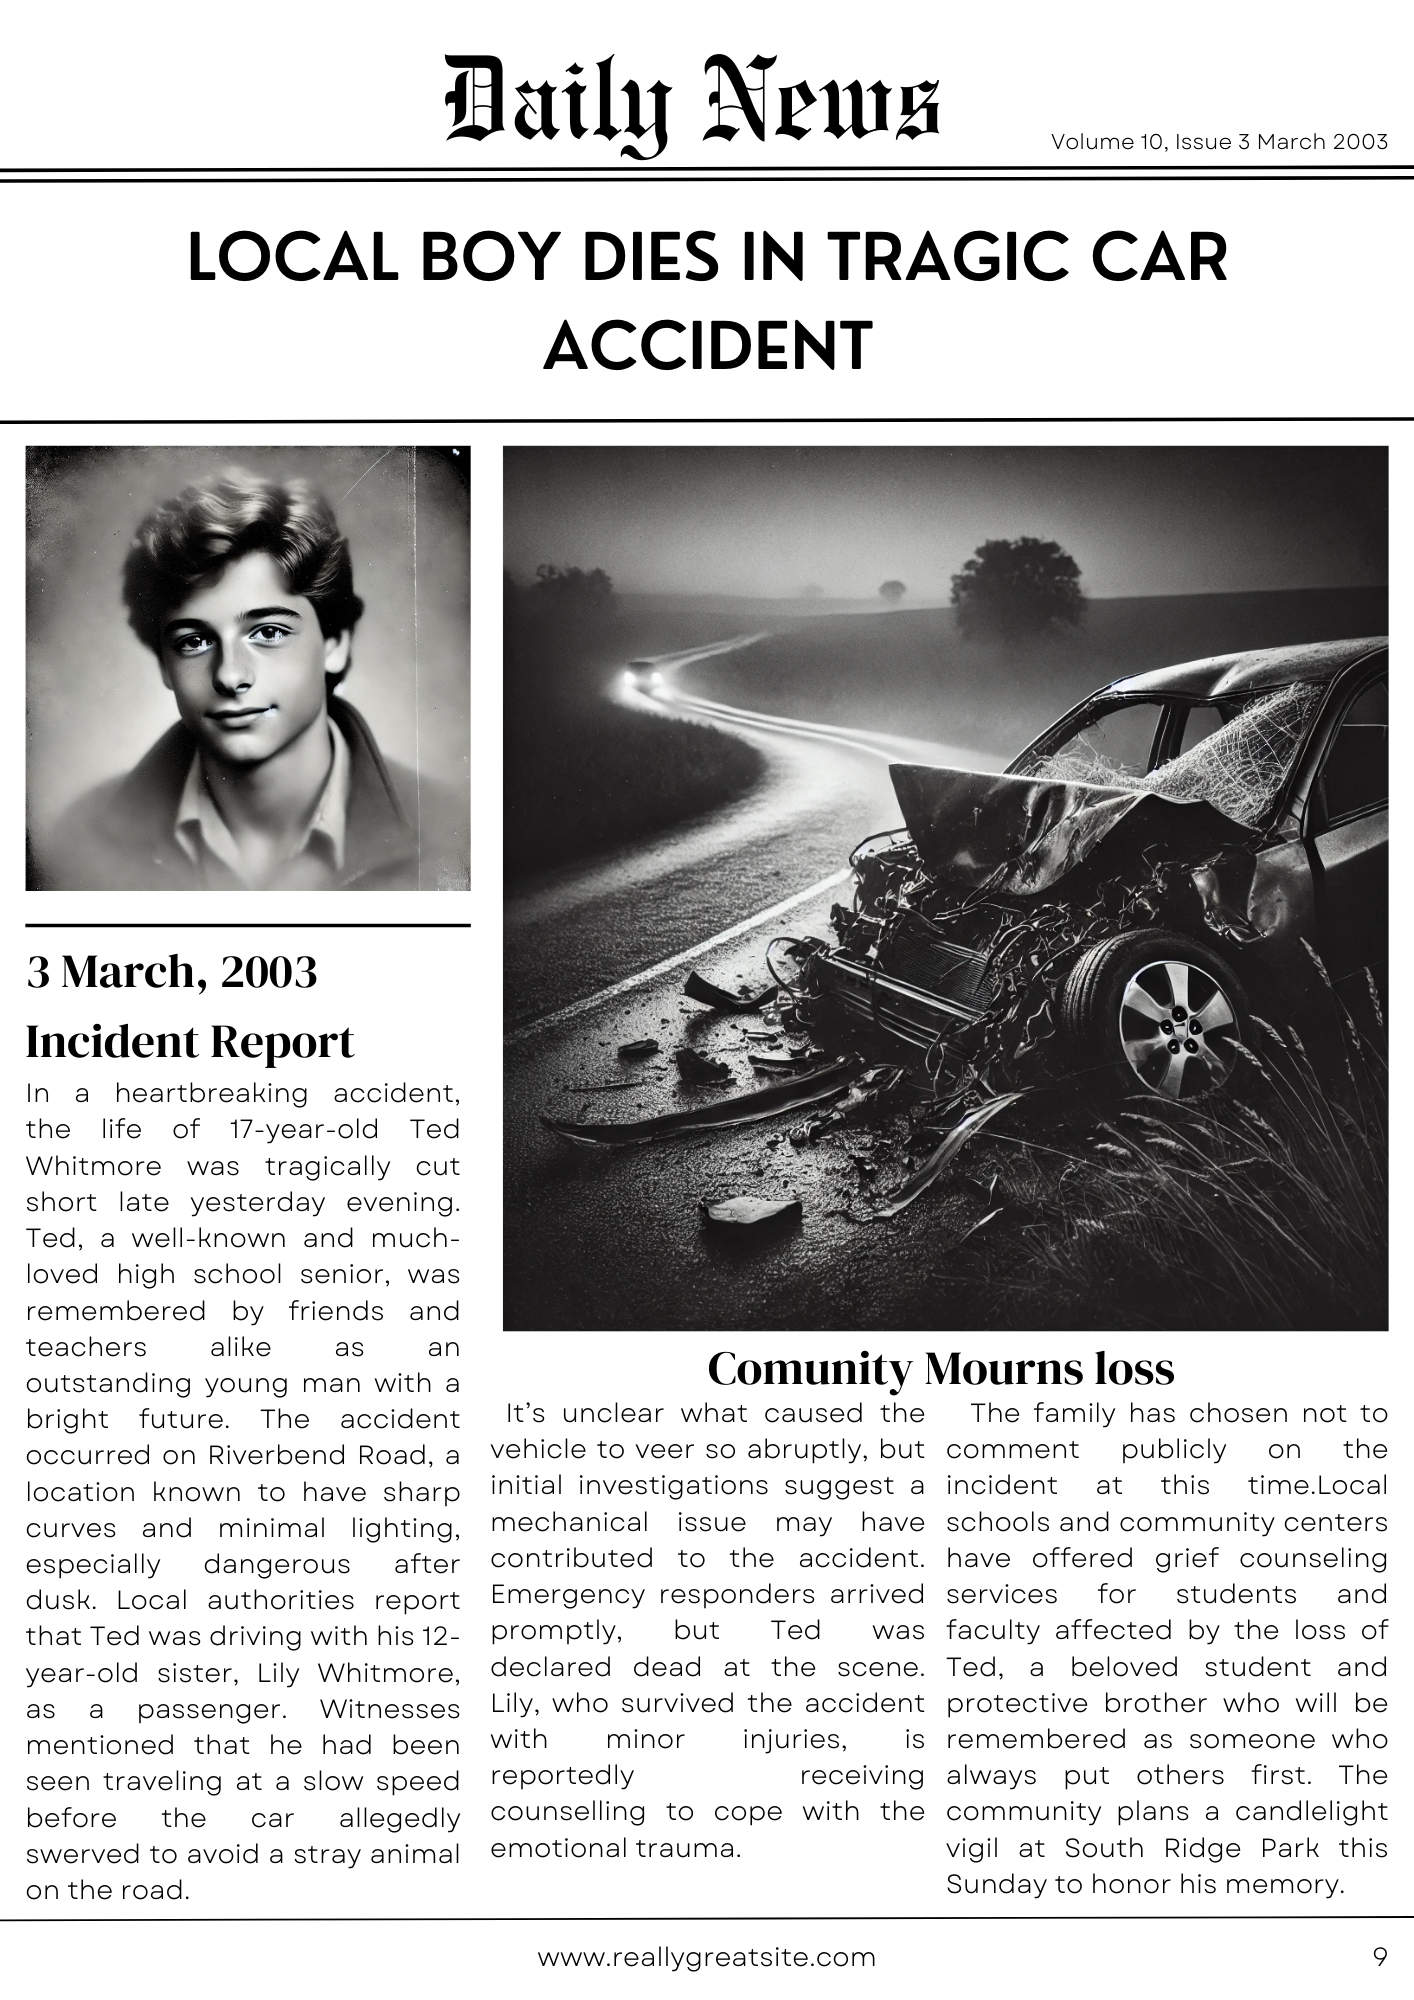 Daily News
Volume 10, Issue 3 March 2003
LOCAL BOY DIES IN TRAGIC CAR
ACCIDENT
3 March, 2003
Incident Report
In a heartbreaking accident,
the life of 17-year-old Ted
Whitmore was tragically cut
short late yesterday evening.
Ted, a well-known and much-
loved high school senior, was
remembered by friends and
teachers alike as an
outstanding young man with a
bright future. The accident
occurred on Riverbend Road, a
location known to have sharp
curves and minimal lighting,
especially dangerous after
dusk. Local authorities report
that Ted was driving with his 12-
year-old sister, Lily Whitmore,
as a passenger. Witnesses
mentioned that he had been
seen traveling at a slow speed
before the car allegedly
swerved to avoid a stray animal
on the road.
Comunity Mourns loss
It’s unclear what caused the
vehicle to veer so abruptly, but
initial investigations suggest a
mechanical issue may have
contributed to the accident.
Emergency responders arrived
promptly, but Ted was
declared dead at the scene.
Lily, who survived the accident
with minor injuries, is
reportedly receiving
counselling to cope with the
emotional trauma.
The family has chosen not to
comment publicly on the
incident at this time.Local
schools and community centers
have offered grief counseling
services for students and
faculty affected by the loss of
Ted, a beloved student and
protective brother who will be
remembered as someone who
always put others first. The
community plans a candlelight
vigil at South Ridge Park this
Sunday to honor his memory.
www.reallygreatsite.com
9